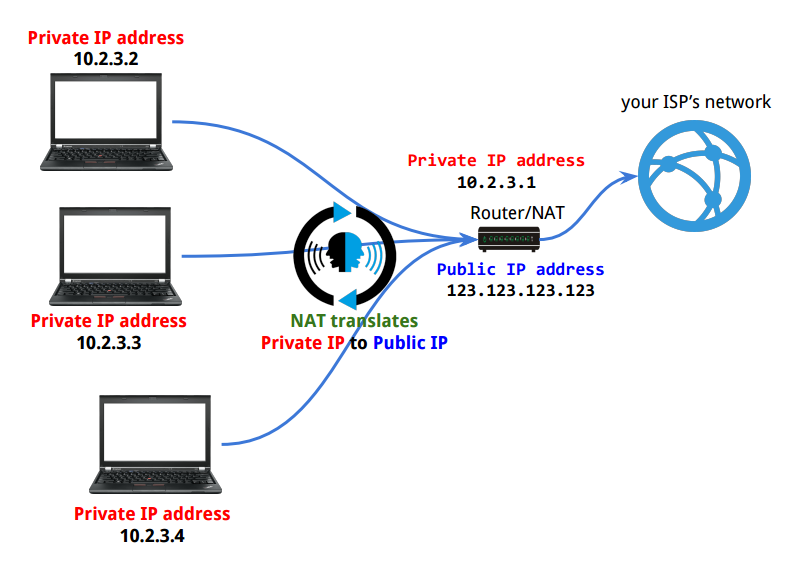 Private IP address
10.2.3.2
your ISP's network
Private IP address
10.2.3.1
Router/NAT
Public IP address
123.123.123.123
NAT translates
Private IP to Public IP
Private IP address
10.2.3.3
Private IP address
10.2.3.4